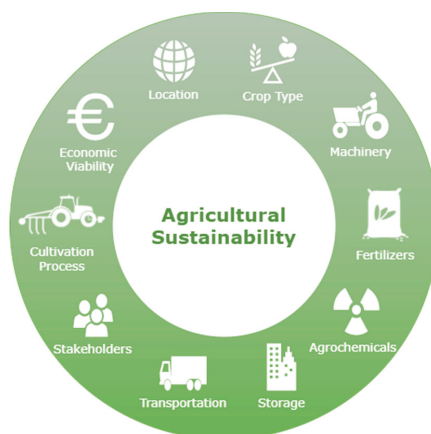 Location
Crop Type
Machinery
Fertilizers
Agrochemicals
Storage
Transportation
Stakeholders
Cultivation
Process
Economic
Viability
Agricultural
Sustainability